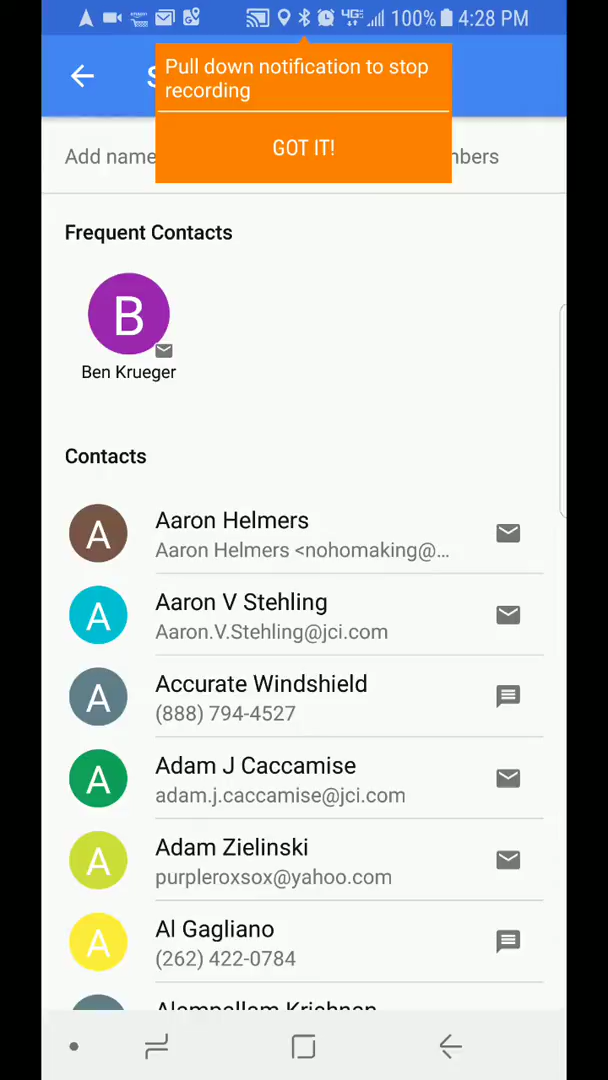 4G 100% 4:28 PM
Pull down notification to stop
recording
GOT IT!
Add name
Frequent Contacts
B
Ben Krueger
Contacts
A Aaron Helmers
Aaron Helmers <nohomaking@...
A Aaron V Stehling
Aaron.V.Stehling@jci.com
A Accurate Windshield
(888) 794-4527
A Adam J Caccamise
adam.j.caccamise@jci.com
A Adam Zielinski
purpleroxsox@yahoo.com
A Al Gagliano
(262) 422-0784